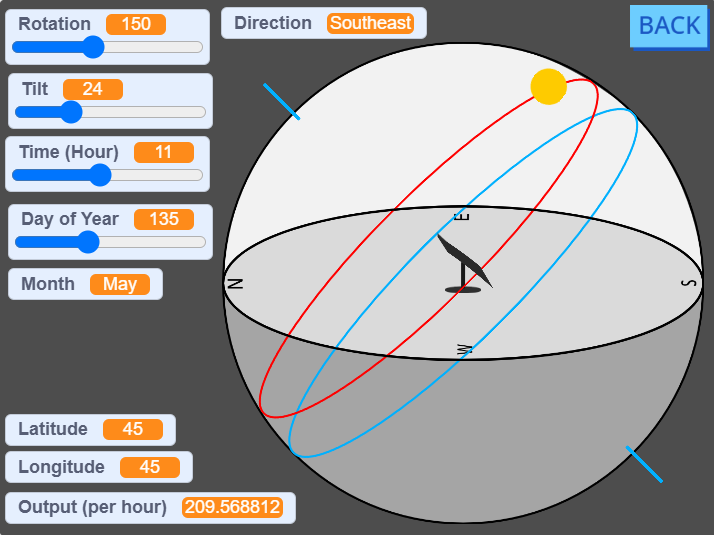 Rotation 150
Direction Southeast
BACK
Tilt 24
Time (Hour) 11
Day of Year 135
Month May
E
N
S
W
Latitude 45
Longitude 45
Output (per hour) 209.568812